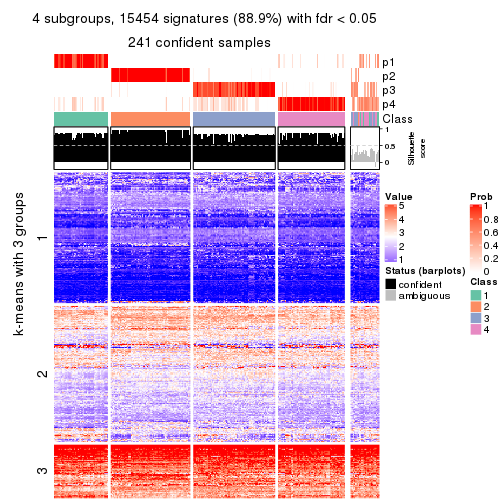 4 subgroups, 15454 signatures (88.9%) with fdr < 0.05
241 confident samples
p1
p2
p3
p4
Class
1
0.5
0
Silhouette
score
k-means with 3 groups
1
2
3
Value
5
4
3
2
1
Status (barplots)
confident
ambiguous
Prob
1
0.8
0.6
0.4
0.2
0
Class
1
2
3
4